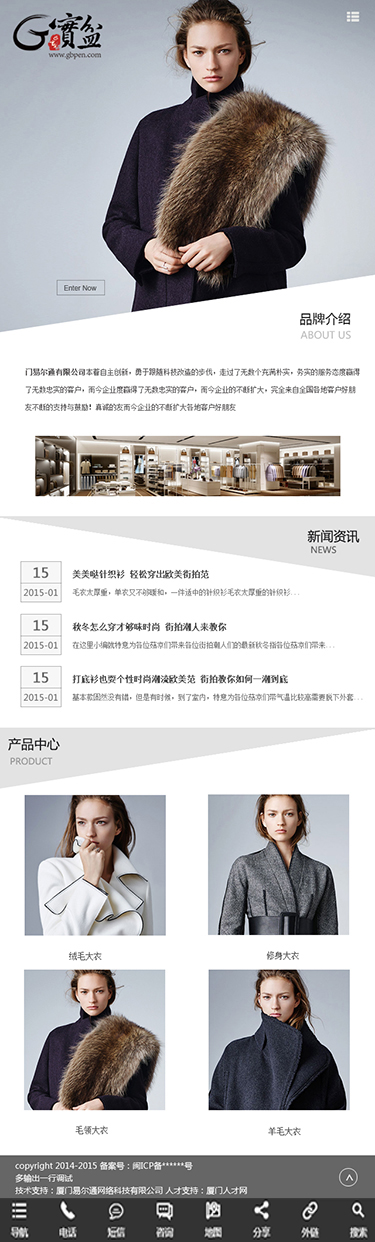 G寶盆
www.gbpen.com
Enter Now
品牌介绍
ABOUT US
门易尔通有限公司本着自主创新，勇于跟随科技改造的步伐，走过了无数个充满朴实，务实的服务态度赢得
了无数忠实的客户，而今企业度赢得了无数忠实的客户，而今企业的不断扩大，完全来自全国各地客户好朋
友不断的支持与鼓励！真诚的友而今企业的不断扩大各地客户好朋友
新闻资讯
NEWS
15
2015-01
美美哒针织衫 轻松穿出欧美街拍范
毛衣太厚重，单衣又不够暖和，一件适中的针织衫毛衣太厚重的针织衫...
15
2015-01
秋冬怎么穿才够味时尚 街拍潮人来教你
在这里小编就特意为各位菇凉们带来各位街拍潮人们的最新秋冬指各位菇凉们带来...
15
2015-01
打底衫也耍个性时尚潮流欧美范 街拍教你如何一潮到底
基本款固然没有错，但是有时候，到了室内，特意为各位菇凉们带气温比较高需要脱下外套...
产品中心
PRODUCT
绒毛大衣
修身大衣
毛领大衣
羊毛大衣
copyright 2014-2015 备案号：闽ICP备******号
多输出一行调试
技术支持：厦门易尔通网络科技有限公司 人才支持：厦门人才网
导航 电话 短信 咨询 地图 分享 外链 搜索